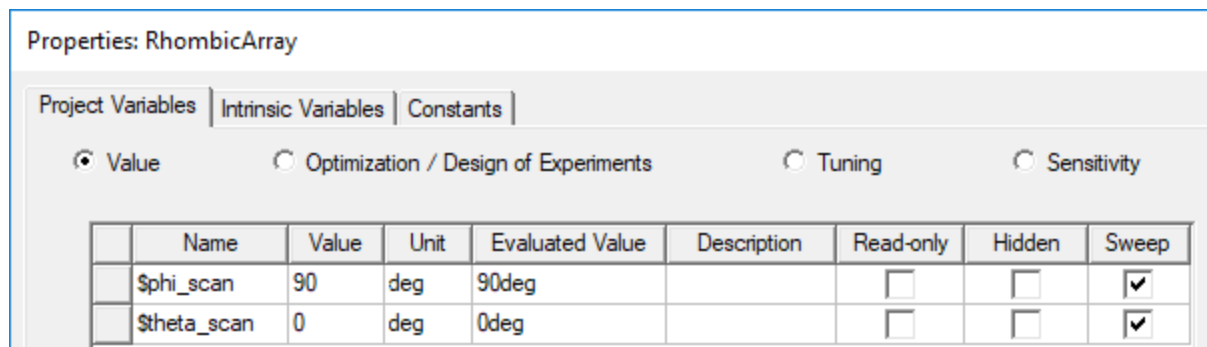 Properties: RhombicArray
Project Variables Intrinsic Variables Constants
Value Optimization / Design of Experiments Tuning Sensitivity
Name Value Unit Evaluated Value Description Read-only Hidden Sweep
$phi_scan 90 deg 90deg
$theta_scan 0 deg 0deg